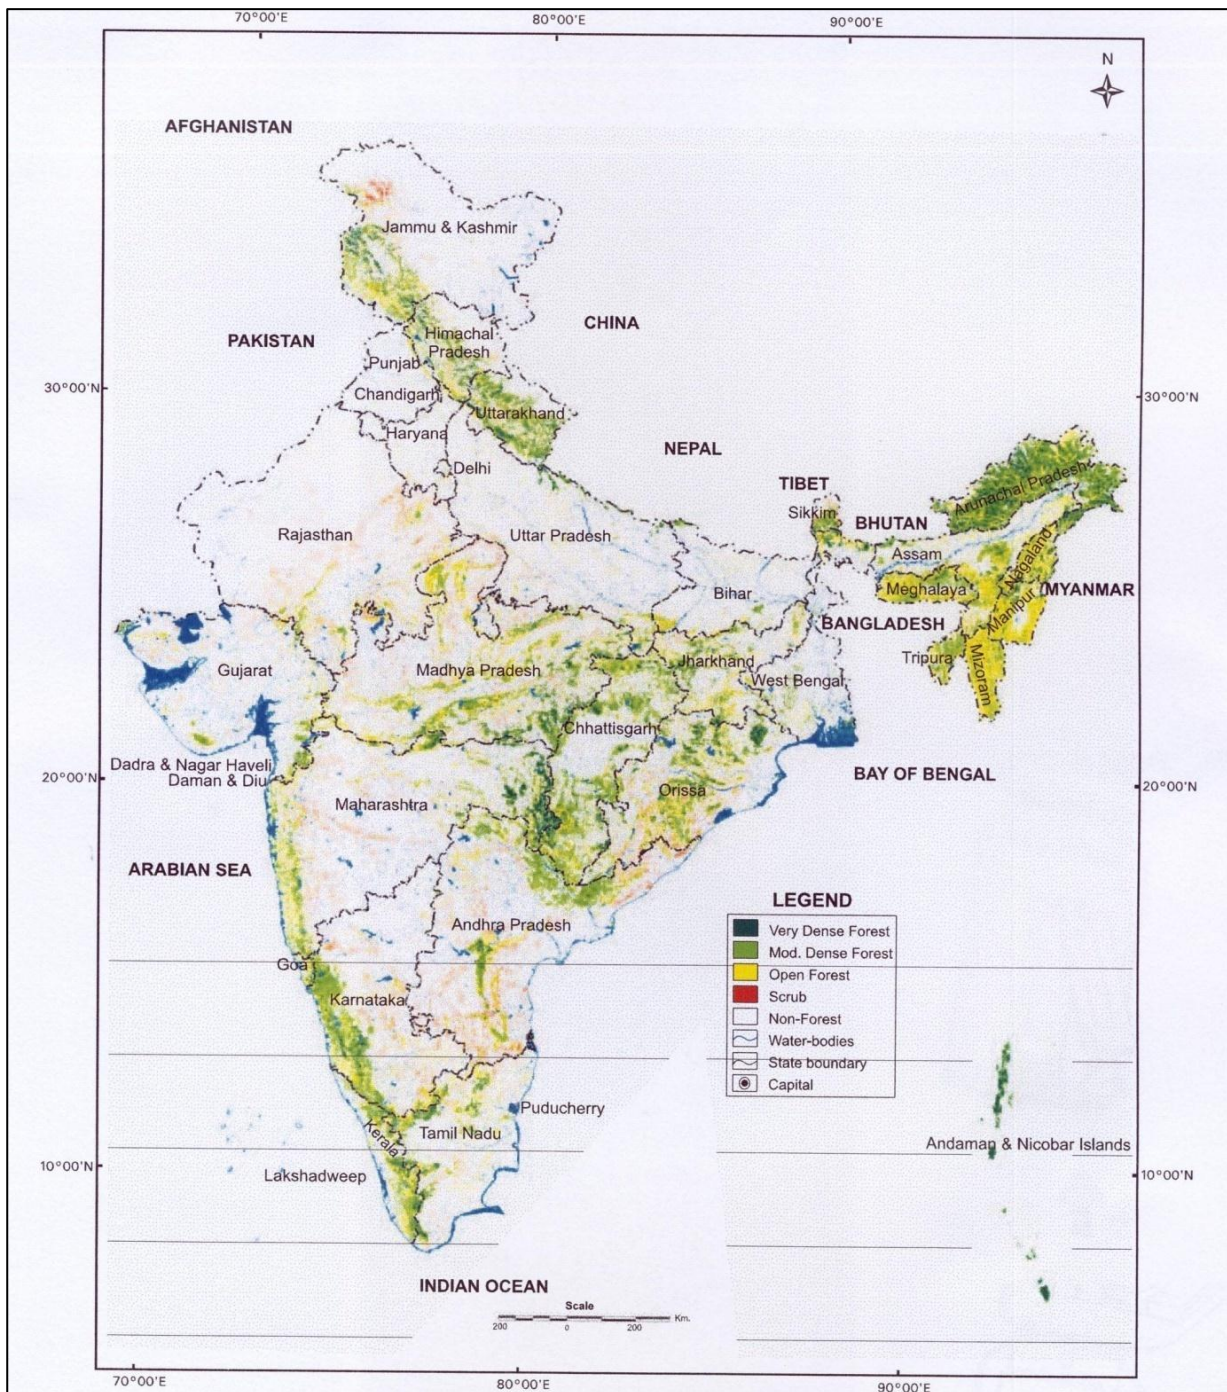 70°00'E
80°00'E
90°00'E
N
AFGHANISTAN
Jammu & Kashmir
CHINA
PAKISTAN
Himachal
Pradesh
Punjab
30°00'N
Chandigarh
30°00'N
Uttarakhand
Haryana
NEPAL
Delhi
TIBET
Arunachal Pradesh
Sikkim
BHUTAN
Rajasthan
Uttar Pradesh
Assam
Nagaland
Meghalaya
MYANMAR
Bihar
Manipur
BANGLADESH
Tripura
Jharkhand
Gujarat
Madhya Pradesh
West Bengal
Mizoram
Chhattisgarh
Dadra & Nagar Haveli
Daman & Diu
BAY OF BENGAL
20°00'N
20°00'N
Orissa
Maharashtra
ARABIAN SEA
LEGEND
Very Dense Forest
Mod. Dense Forest
Open Forest
Scrub
Non-Forest
Water-bodies
State boundary
Capital
Andhra Pradesh
Goa
Karnataka
Puducherry
Tamil Nadu
Kerala
Andaman & Nicobar Islands
10°00'N
Lakshadweep
10°00'N
INDIAN OCEAN
Scale
200
0
200
Km.
70°00'E
80°00'E
90°00'E